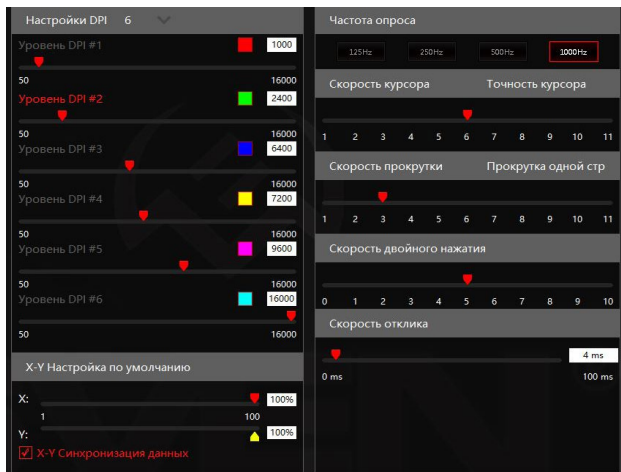 Настройки DPI 6
Уровень DPI #1 1000
50 16000
Уровень DPI #2 2400
50 16000
Уровень DPI #3 6400
50 16000
Уровень DPI #4 7200
50 16000
Уровень DPI #5 9600
50 16000
Уровень DPI #6 16000
50 16000
X-Y Настройка по умолчанию
X: 100%
1 100
Y: 100%
X-Y Синхронизация данных
Частота опроса
125Hz 250Hz 500Hz 1000Hz
Скорость курсора Точность курсора
1 2 3 4 5 6 7 8 9 10 11
Скорость прокрутки Прокрутка одной стр
1 2 3 4 5 6 7 8 9 10 11
Скорость двойного нажатия
0 1 2 3 4 5 6 7 8 9 10
Скорость отклика
4 ms
0 ms 100 ms